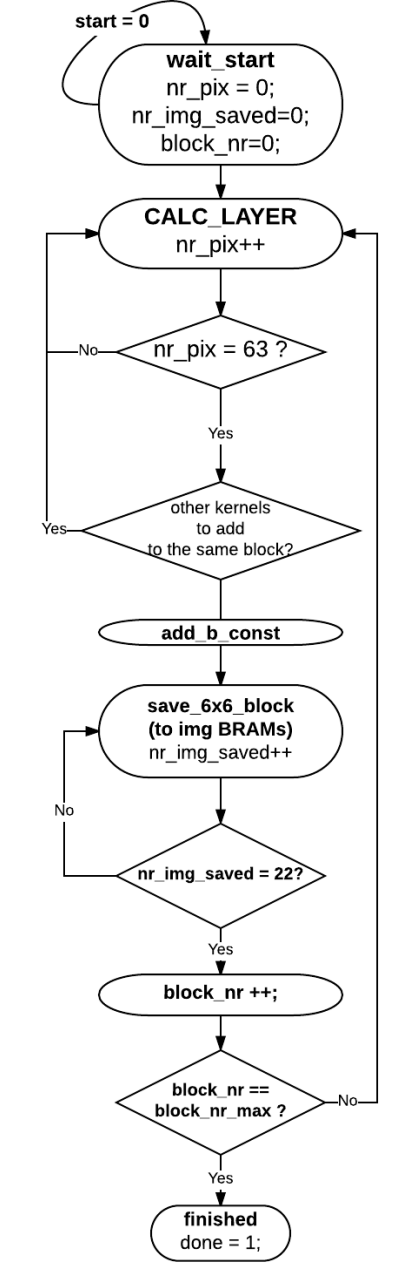 start = 0
wait_start
nr_pix = 0;
nr_img_saved=0;
block_nr=0;
CALC_LAYER
nr_pix++
No
nr_pix = 63 ?
Yes
other kernels
to add
Yes
to the same block?
add_b_const
save_6x6_block
(to img BRAMs)
nr_img_saved++
No
nr_img_saved = 22?
Yes
block_nr ++;
block_nr ==
block_nr_max ?
No
Yes
finished
done = 1;